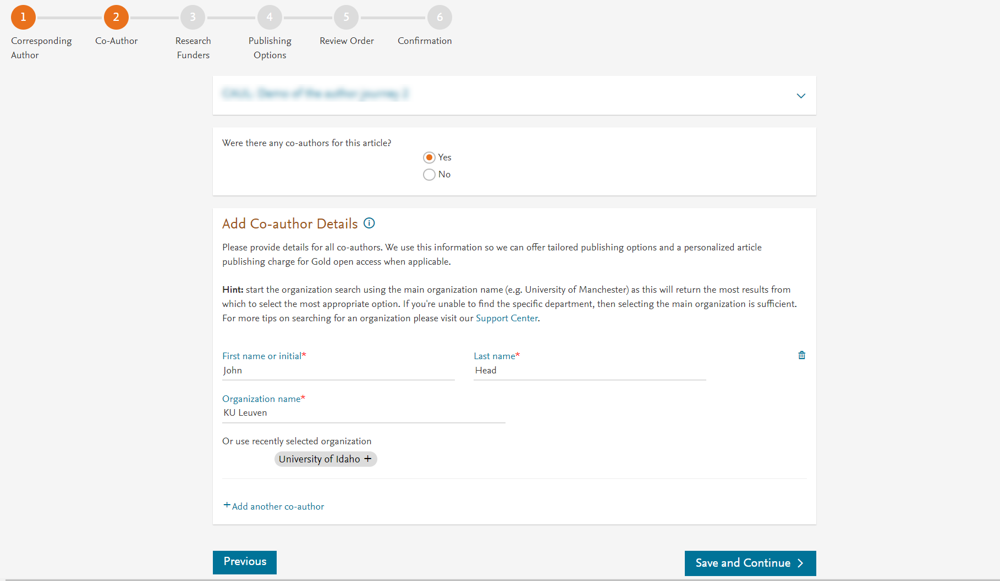 1
2
3
4
5
6
Corresponding
Author
Co-Author
Research
Funders
Publishing
Options
Review Order
Confirmation
Were there any co-authors for this article?
Yes
No
Add Co-author Details
Please provide details for all co-authors. We use this information so we can offer tailored publishing options and a personalized article
publishing charge for Gold open access when applicable.
Hint: start the organization search using the main organization name (e.g. University of Manchester) as this will return the most results from
which to select the most appropriate option. If you're unable to find the specific department, then selecting the main organization is sufficient.
For more tips on searching for an organization please visit our Support Center.
First name or initial*
Last name*
John
Head
Organization name*
KU Leuven
Or use recently selected organization
University of Idaho +
+ Add another co-author
Previous
Save and Continue